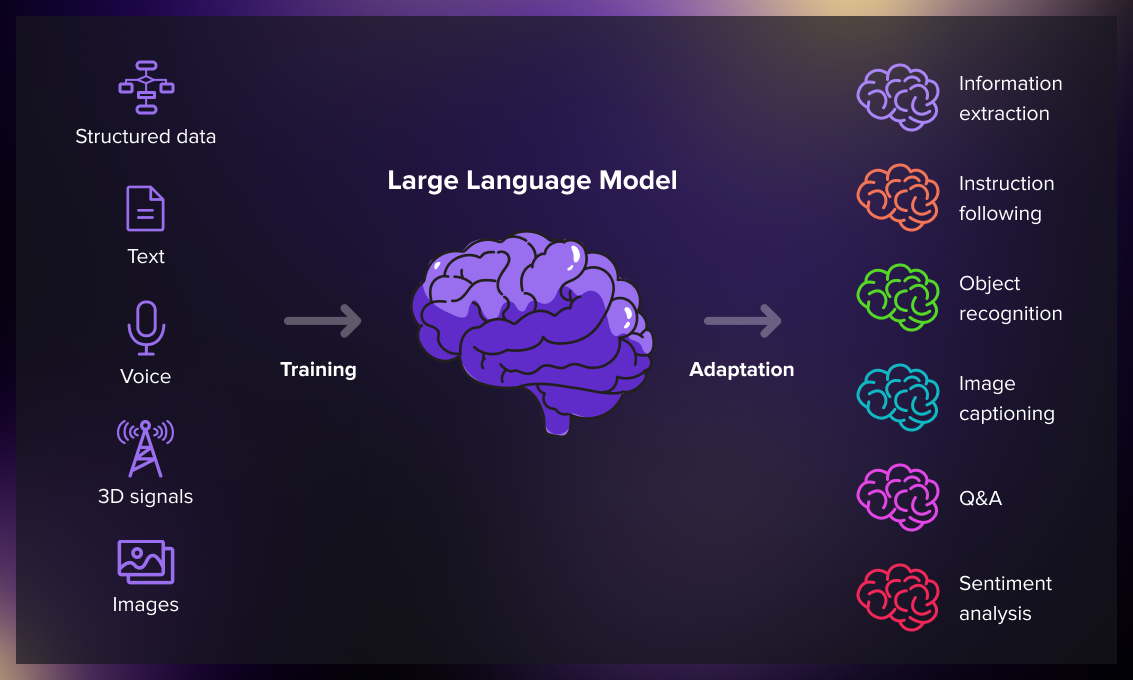 Structured data
Text
Voice
3D signals
Images
Large Language Model
Training
Adaptation
Information
extraction
Instruction
following
Object
recognition
Image
captioning
Q&A
Sentiment
analysis